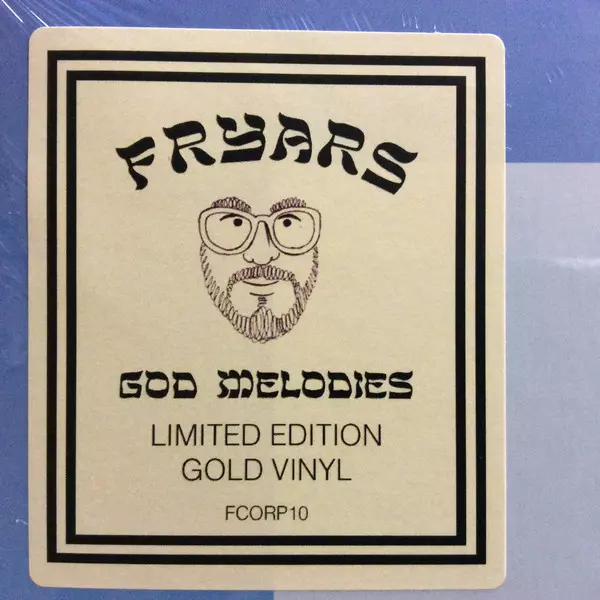 FRYARS
GOD MELODIES
LIMITED EDITION
GOLD VINYL
FCORP10